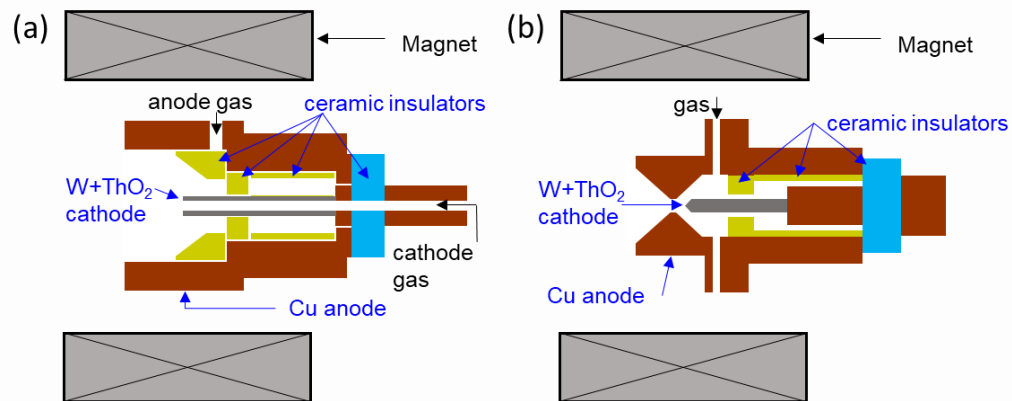 (a)
Magnet
anode gas
ceramic insulators
W+ThO₂
cathode
cathode
gas
Cu anode
(b)
Magnet
gas
ceramic insulators
W+ThO₂
cathode
Cu anode